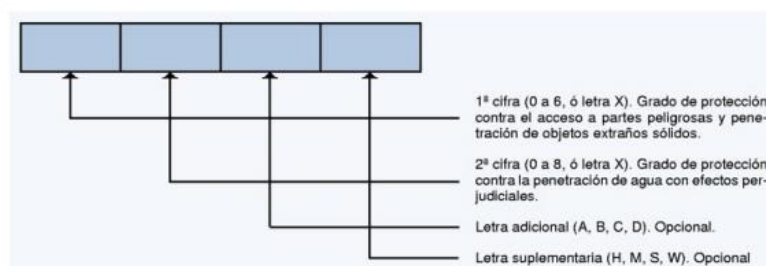 1ª cifra (0 a 6, ó letra X). Grado de protección
contra el acceso a partes peligrosas y pene-
tración de objetos extraños sólidos.
2ª cifra (0 a 8, ó letra X). Grado de protección
contra la penetración de agua con efectos per-
judiciales.
Letra adicional (A, B, C, D). Opcional.
Letra suplementaria (H, M, S, W). Opcional